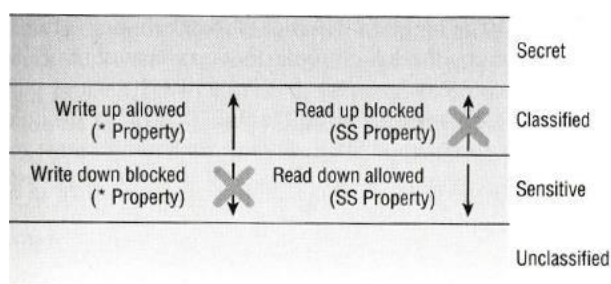 Secret
Write up allowed
(* Property)
Read up blocked
(SS Property)
Classified
Write down blocked
(* Property)
Read down allowed
(SS Property)
Sensitive
Unclassified